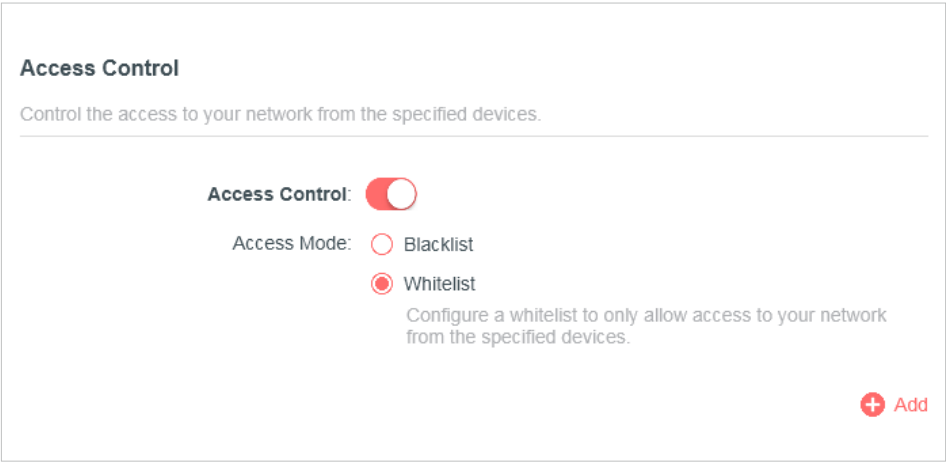 Access Control
Control the access to your network from the specified devices.
Access Control:
Access Mode: Blacklist
Whitelist
Configure a whitelist to only allow access to your network
from the specified devices.
Add